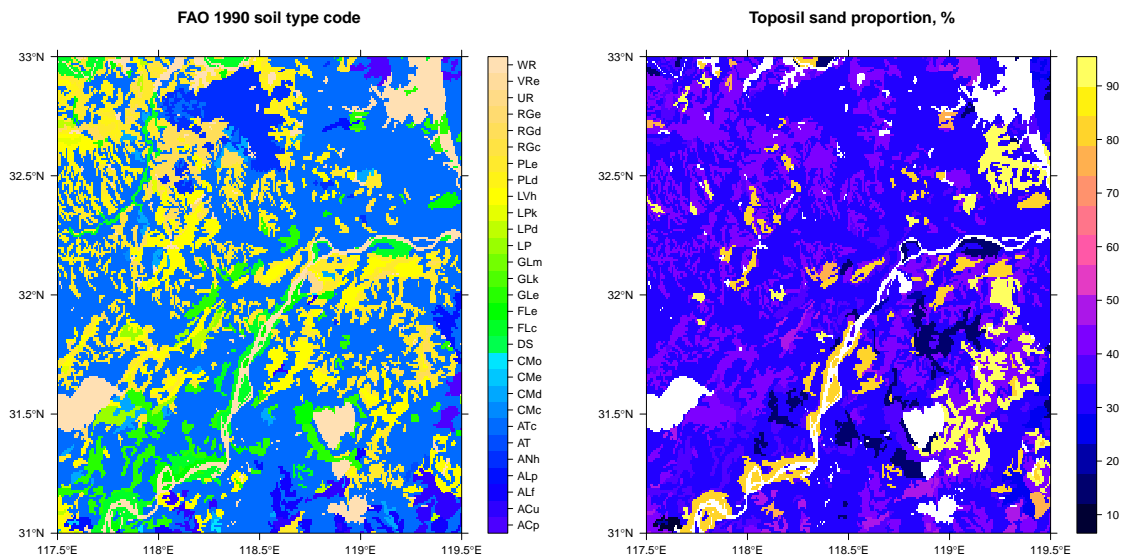 FAO 1990 soil type code
33°N
32.5°N
32°N
31.5°N
31°N
117.5°E
118°E
118.5°E
119°E
119.5°E
WR
VRe
UR
RGe
RGd
RGc
PLe
PLd
LVh
LPk
LPd
LP
GLm
GLk
GLe
FLe
FLc
DS
CMo
CMe
CMd
CMc
ATc
AT
ANh
ALp
ALf
ACu
ACp
Toposil sand proportion, %
33°N
32.5°N
32°N
31.5°N
31°N
117.5°E
118°E
118.5°E
119°E
119.5°E
90
80
70
60
50
40
30
20
10